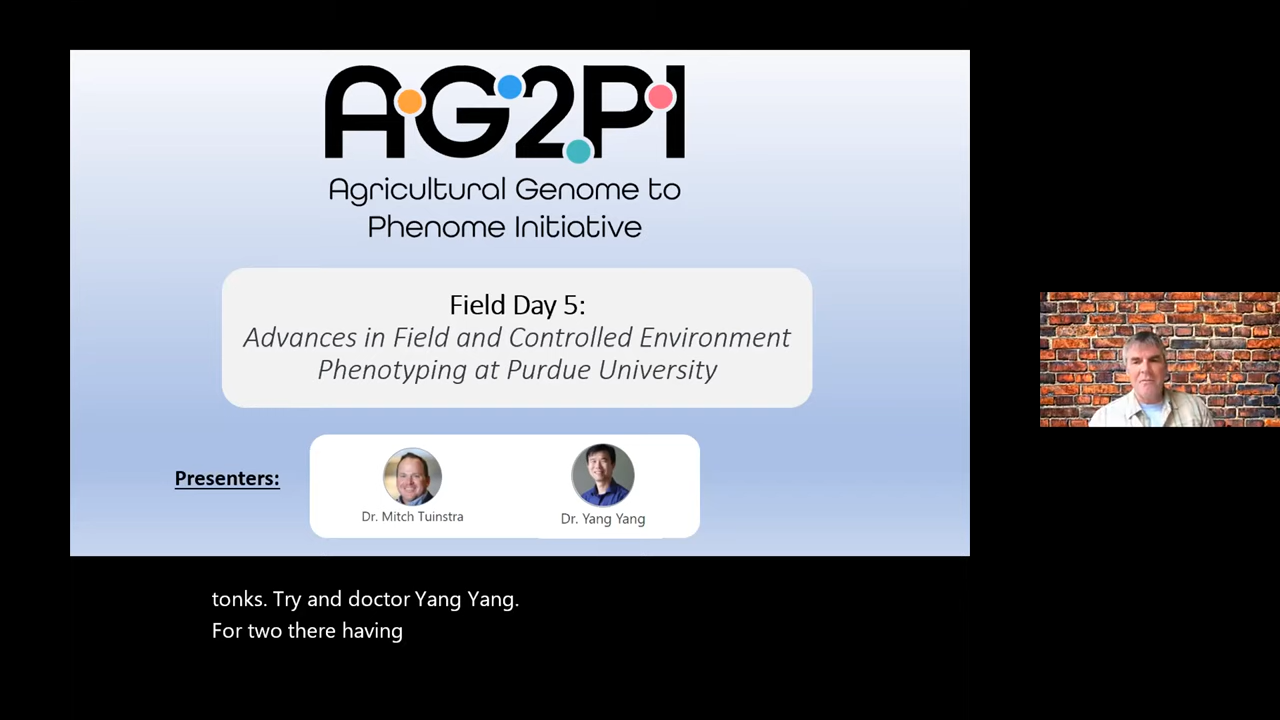 AG2PI
Agricultural Genome to
Phenome Initiative
Field Day 5:
Advances in Field and Controlled Environment
Phenotyping at Purdue University
Presenters:
Dr. Mitch Tuinstra
Dr. Yang Yang
tonks. Try and doctor Yang Yang.
For two there having